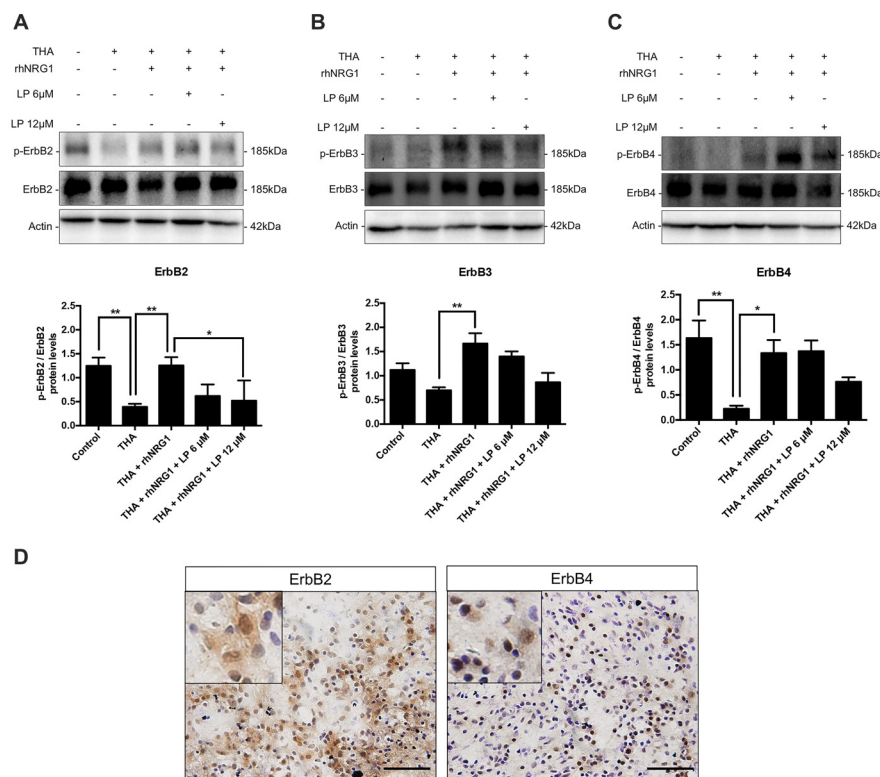 A
THA - + + + +
rhNRG1 - - + + +
LP 6µM +
LP 12µM +
p-ErbB2 185kDa
ErbB2 185kDa
Actin 42kDa
ErbB2
p-ErbB2 / ErbB2
protein levels
2.5
2.0
1.5
1.0
0.5
0.0
** ** *
Control
THA
THA + rhNRG1
THA + rhNRG1 + LP 6 µM
THA + rhNRG1 + LP 12 µM
B
THA - + + + +
rhNRG1 - - + + +
LP 6µM - - - +
LP 12µM - - - +
p-ErbB3 185kDa
ErbB3 185kDa
Actin 42kDa
ErbB3
p-ErbB3 / ErbB3
protein levels
2.5
2.0
1.5
1.0
0.5
0.0
**
Control
THA
THA + rhNRG1
THA + rhNRG1 + LP 6 µM
THA + rhNRG1 + LP 12 µM
C
THA - + + + +
rhNRG1 - - + + +
LP 6µM - - - +
LP 12µM - - - +
p-ErbB4 185kDa
ErbB4 185kDa
Actin 42kDa
ErbB4
p-ErbB4 / ErbB4
protein levels
2.5
2.0
1.5
1.0
0.5
0.0
** *
Control
THA
THA + rhNRG1
THA + rhNRG1 + LP 6 µM
THA + rhNRG1 + LP 12 µM
D
ErbB2
ErbB4